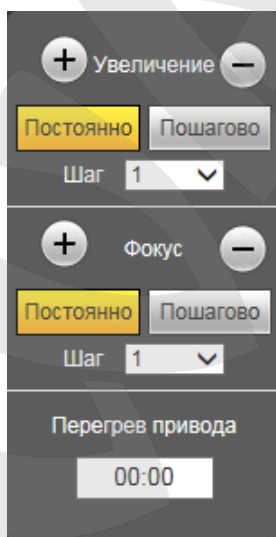 + Увеличение −
Постоянно Пошагово
Шаг 1
+ Фокус −
Постоянно Пошагово
Шаг 1
Перегрев привода
00:00